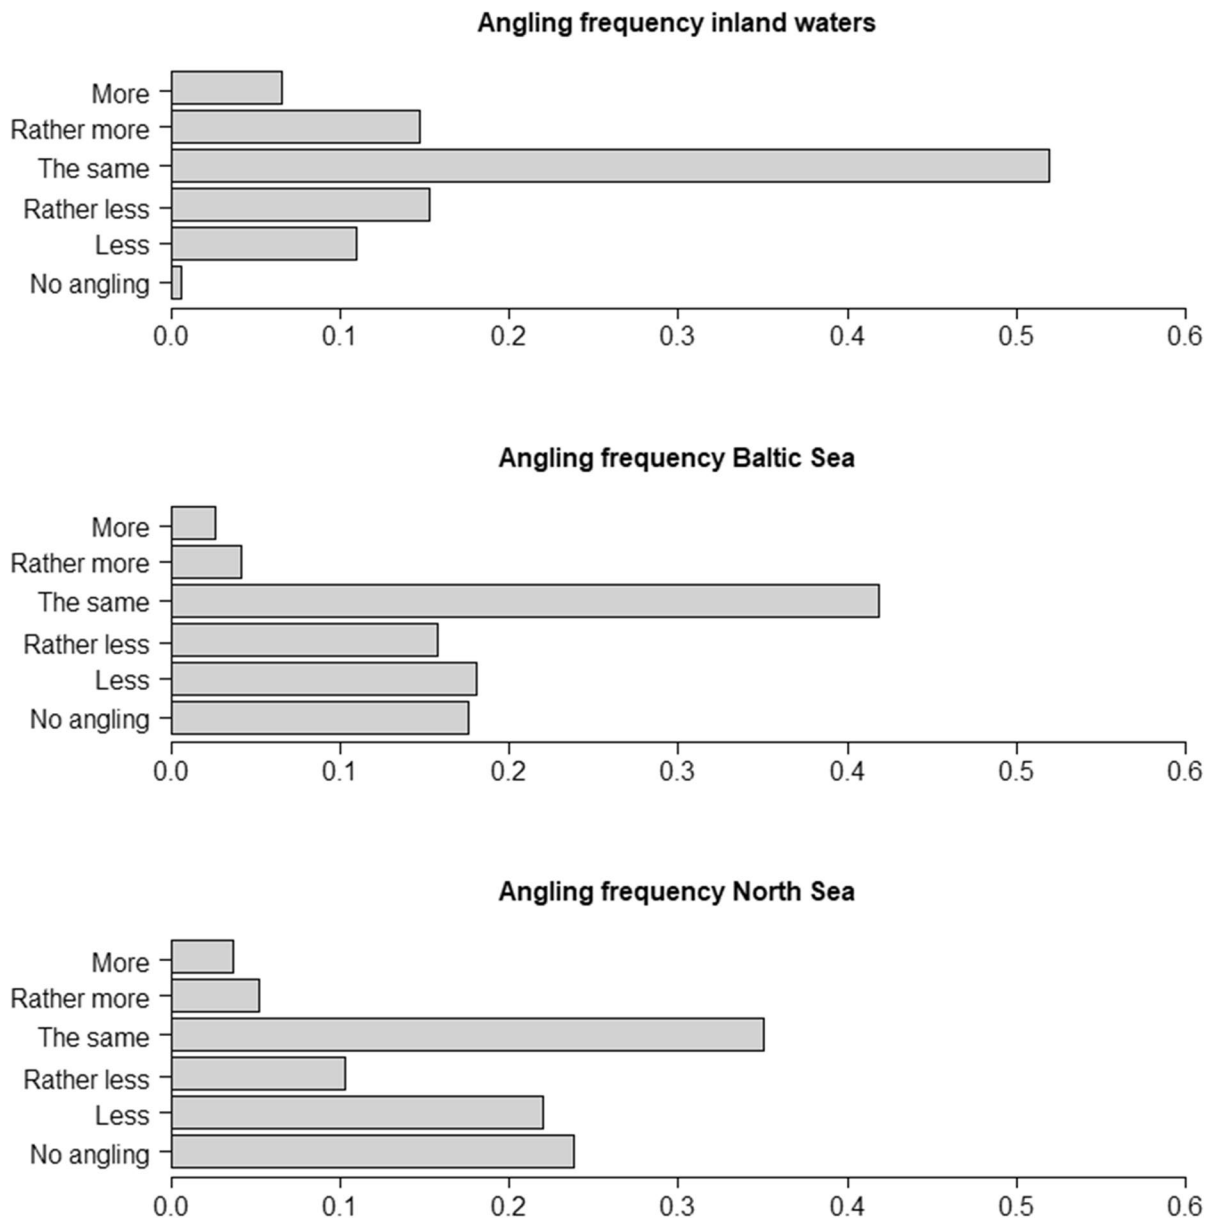 Angling frequency inland waters
More
Rather more
The same
Rather less
Less
No angling
0.0 0.1 0.2 0.3 0.4 0.5 0.6
Angling frequency Baltic Sea
More
Rather more
The same
Rather less
Less
No angling
0.0 0.1 0.2 0.3 0.4 0.5 0.6
Angling frequency North Sea
More
Rather more
The same
Rather less
Less
No angling
0.0 0.1 0.2 0.3 0.4 0.5 0.6